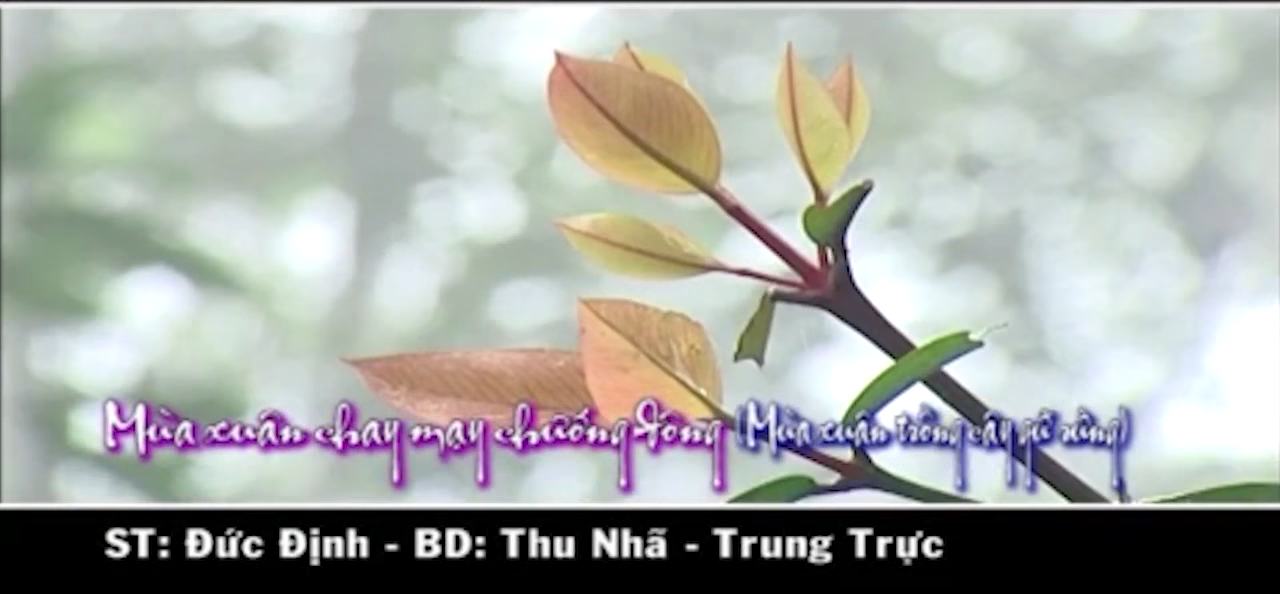 Mùa xuân chay mạy chuống đông (Mùa xuân trồng cây giữ rừng)
ST: Đức Định - BD: Thu Nhã - Trung Trực